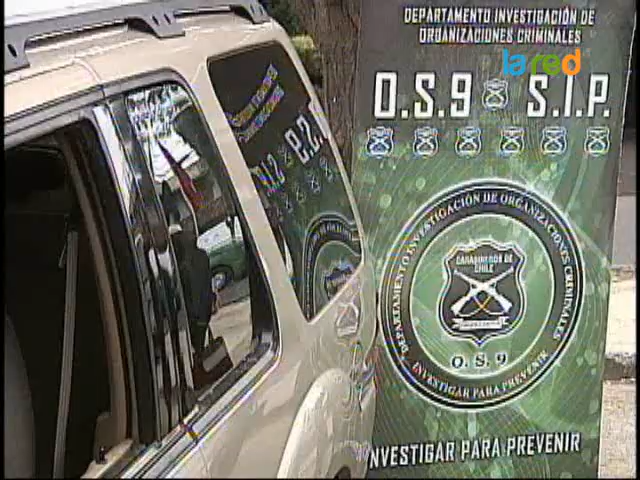 DEPARTAMENTO INVESTIGACIÓN DE
ORGANIZACIONES CRIMINALES
la red
O.S.9 S.I.P.
DEPARTAMENTO INVESTIGACIÓN DE ORGANIZACIONES CRIMINALES
CARABINEROS DE
CHILE
O. S. 9
INVESTIGAR PARA PREVENIR
NVESTIGAR PARA PREVENIR